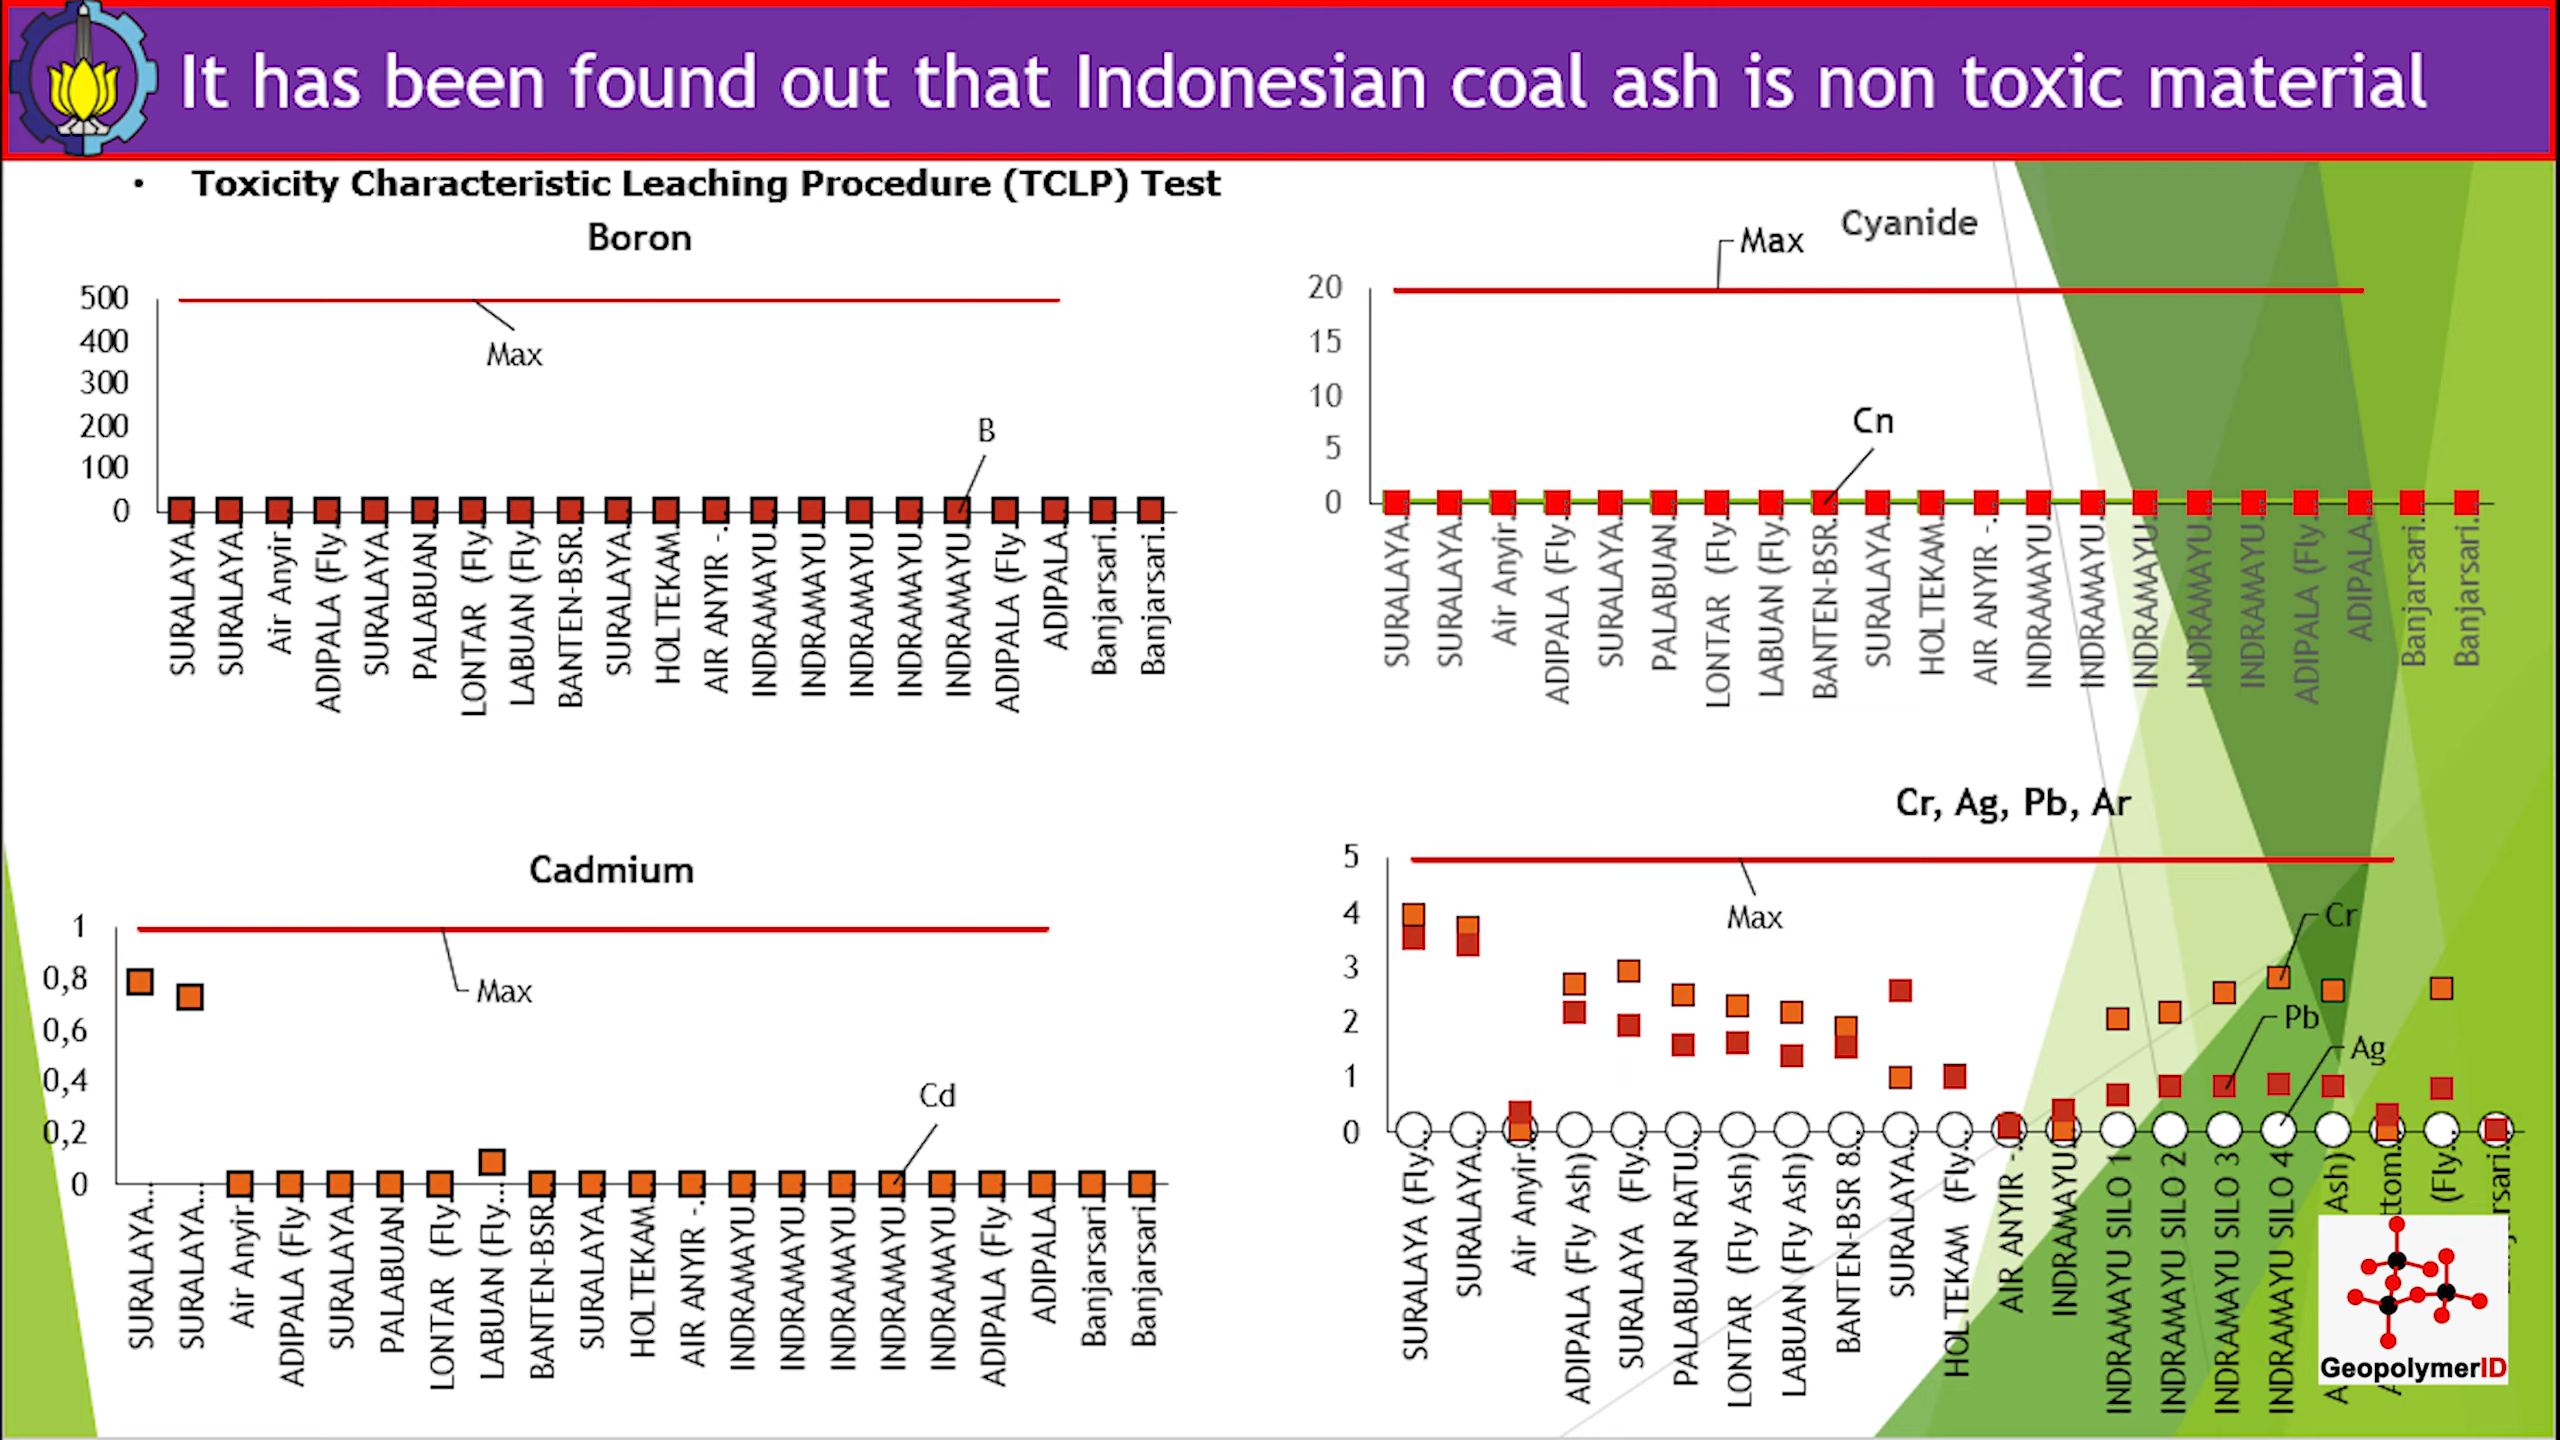 It has been found out that Indonesian coal ash is non toxic material
• Toxicity Characteristic Leaching Procedure (TCLP) Test
Boron
500
400
300
200
100
0
Max
B
SURALAYA...
SURALAYA...
Air Anyir...
ADIPALA (Fly...
SURALAYA...
PALABUAN...
LONTAR (Fly...
LABUAN (Fly...
BANTEN-BSR...
SURALAYA...
HOLTEKAM...
AIR ANYIR -...
INDRAMAYU...
INDRAMAYU...
INDRAMAYU...
INDRAMAYU...
INDRAMAYU...
ADIPALA (Fly...
ADIPALA...
Banjarsari...
Banjarsari...
Cyanide
Max
20
15
10
5
0
Cn
SURALAYA...
SURALAYA...
Air Anyir...
ADIPALA (Fly...
SURALAYA...
PALABUAN...
LONTAR (Fly...
LABUAN (Fly...
BANTEN-BSR...
SURALAYA...
HOLTEKAM...
AIR ANYIR -...
INDRAMAYU...
INDRAMAYU...
INDRAMAYU...
INDRAMAYU...
INDRAMAYU...
ADIPALA (Fly...
ADIPALA...
Banjarsari...
Banjarsari...
Cadmium
1
0,8
0,6
0,4
0,2
0
Max
Cd
SURALAYA...
SURALAYA...
Air Anyir...
ADIPALA (Fly...
SURALAYA...
PALABUAN...
LONTAR (Fly...
LABUAN (Fly...
BANTEN-BSR...
SURALAYA...
HOLTEKAM...
AIR ANYIR -...
INDRAMAYU...
INDRAMAYU...
INDRAMAYU...
INDRAMAYU...
INDRAMAYU...
ADIPALA (Fly...
ADIPALA...
Banjarsari...
Banjarsari...
Cr, Ag, Pb, Ar
5
4
3
2
1
0
Max
Cr
Pb
Ag
SURALAYA (Fly...
SURALAYA...
Air Anyir...
ADIPALA (Fly Ash)
SURALAYA (Fly...
PALABUAN RATU...
LONTAR (Fly Ash)
LABUAN (Fly Ash)
BANTEN-BSR 8...
SURALAYA...
HOLTEKAM (Fly...
AIR ANYIR -...
INDRAMAYU...
INDRAMAYU SILO 1
INDRAMAYU SILO 2
INDRAMAYU SILO 3
INDRAMAYU SILO 4
Ash)
(Fly...
GeopolymerID